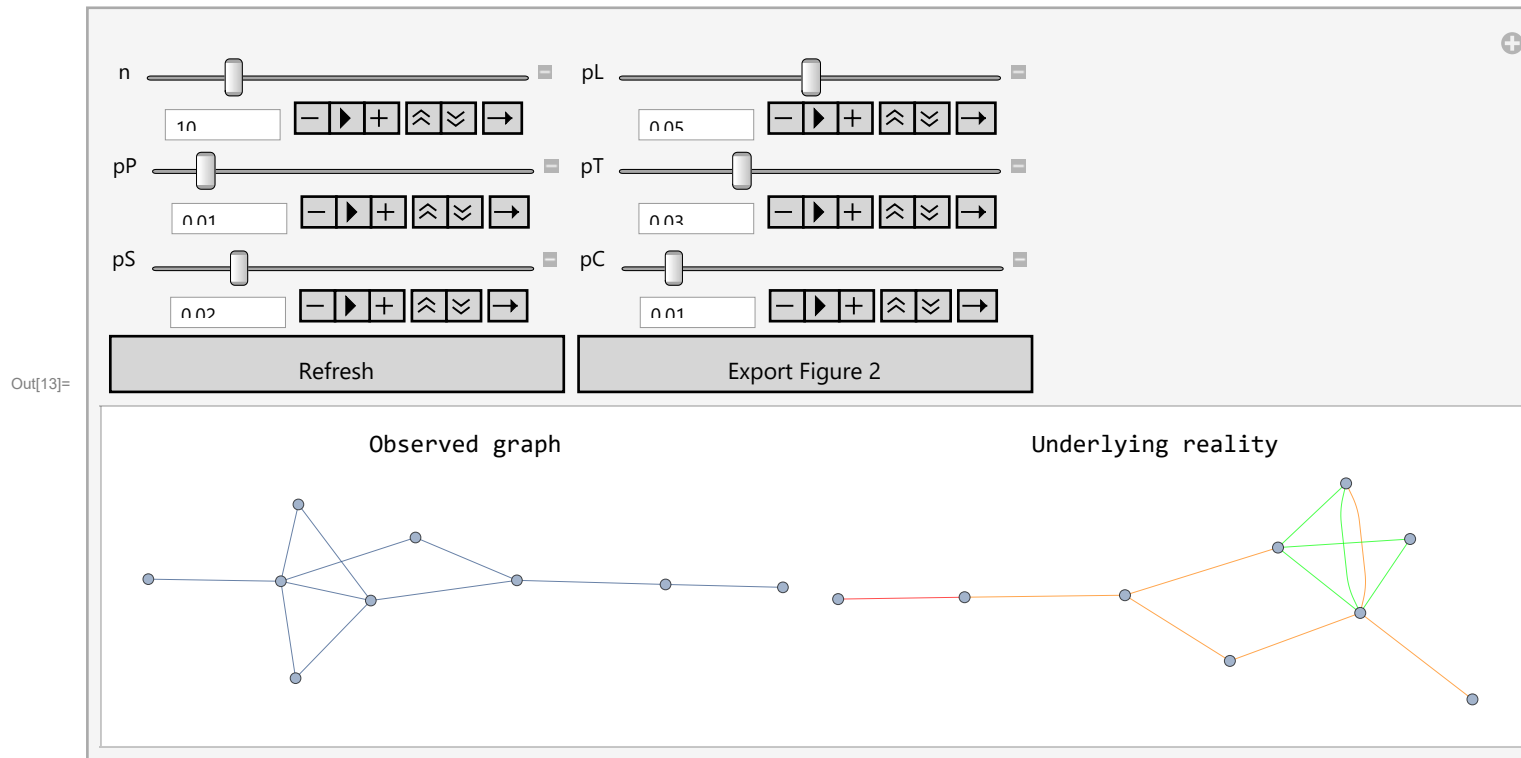 n
10
pL
0.05
pP
0.01
pT
0.03
pS
0.02
pC
0.01
Refresh
Export Figure 2
Out[13]=
Observed graph
Underlying reality